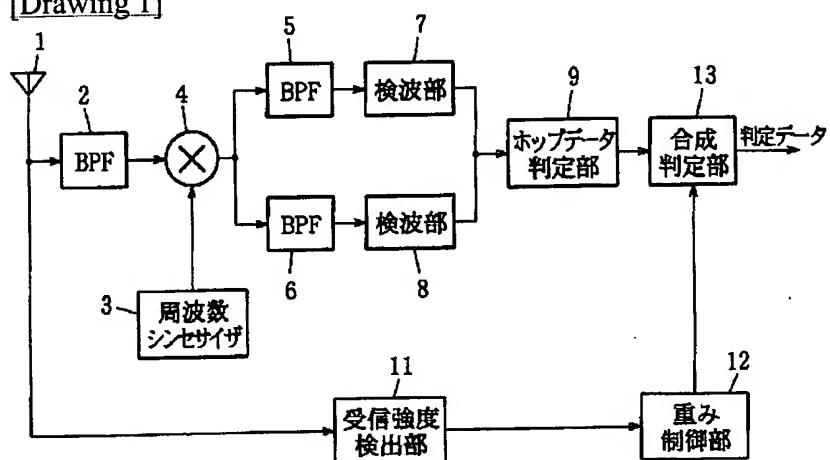 [Drawing 1]
1
2
BPF
4
3
周波数
シンセサイザ
5
BPF
7
検波部
BPF
6
検波部
8
9
ホップデータ
判定部
13
合成
判定部
判定データ
11
受信強度
検出部
12
重み
制御部